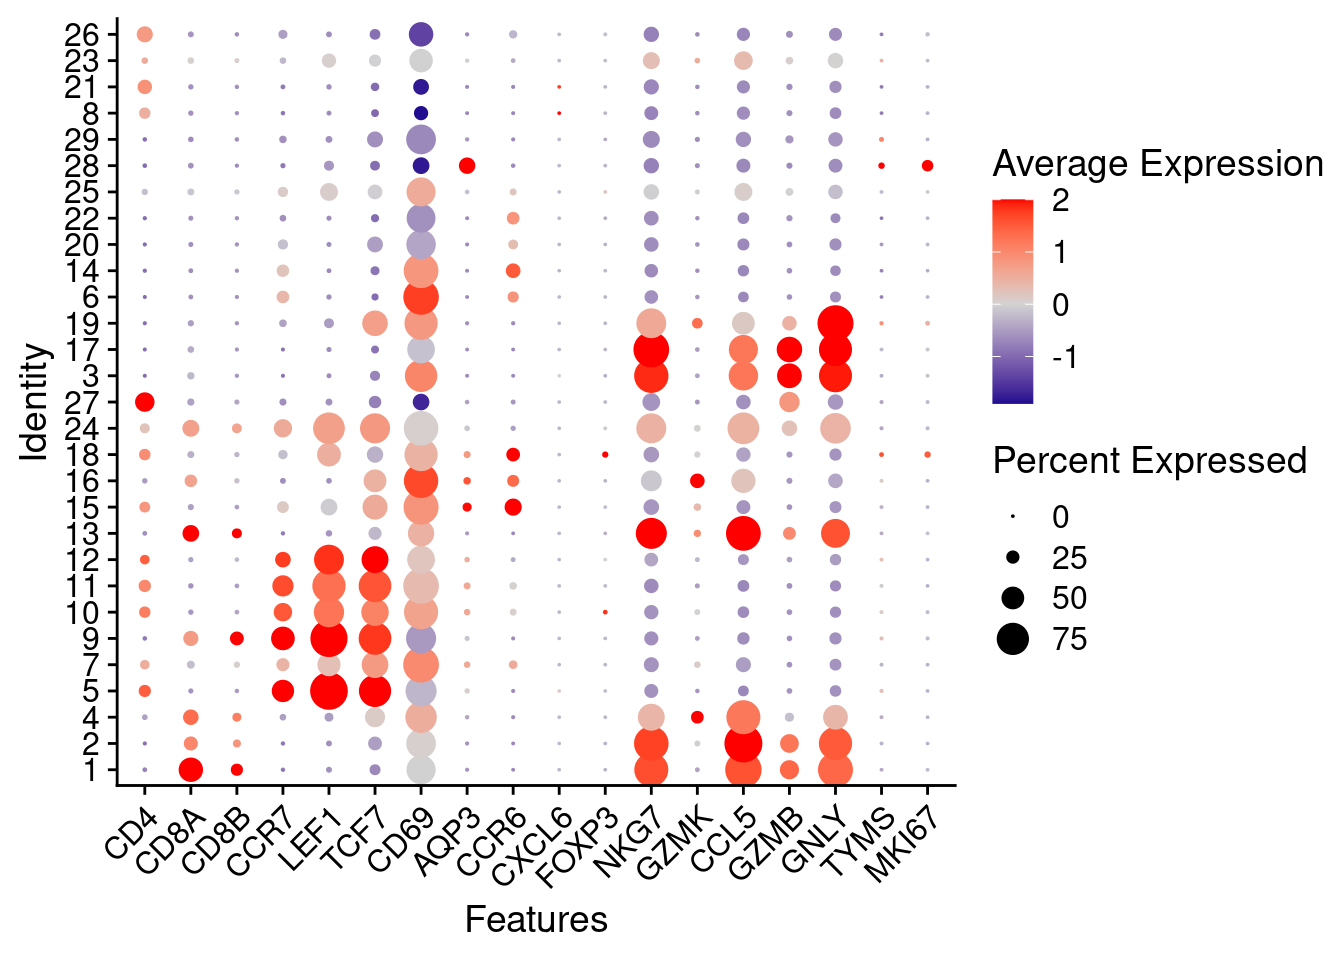 26
23
21
8
29
28
25
22
20
14
6
19
17
3
27
24
18
16
15
13
12
11
10
9
7
5
4
2
1
Identity
CD4
CD8A
CD8B
CCR7
LEF1
TCF7
CD69
AQP3
CCR6
CXCL6
FOXP3
NKG7
GZMK
CCL5
GZMB
GNLY
TYMS
MKI67
Features
Average Expression
2
1
0
-1
Percent Expressed
0
25
50
75